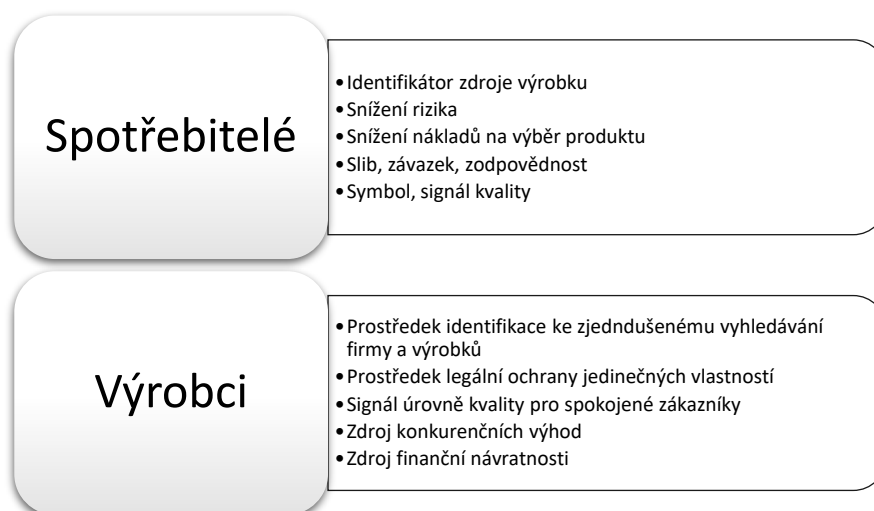 Spotřebitelé
•Identifikátor zdroje výrobku
•Snížení rizika
•Snížení nákladů na výběr produktu
•Slib, závazek, zodpovědnost
•Symbol, signál kvality
Výrobci
•Prostředek identifikace ke zjedndušenému vyhledávání
firmy a výrobků
•Prostředek legální ochrany jedinečných vlastností
•Signál úrovně kvality pro spokojené zákazníky
•Zdroj konkurenčních výhod
•Zdroj finanční návratnosti